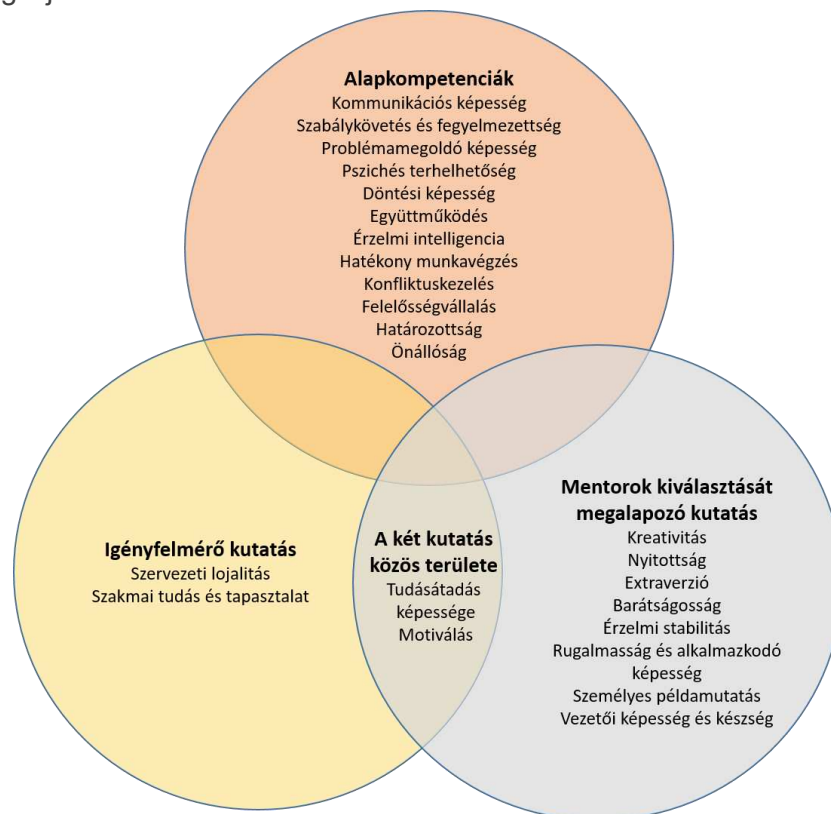 Alapkompetenciák
Kommunikációs képesség
Szabálykövetés és fegyelmezettség
Problémamegoldó képesség
Pszichés terhelhetőség
Döntési képesség
Együttműködés
Érzelmi intelligencia
Hatékony munkavégzés
Konfliktuskezelés
Felelősségvállalás
Határozottság
Önállóság
Igényfelmérő kutatás
Szervezeti lojalitás
Szakmai tudás és tapasztalat
A két kutatás
közös területe
Tudásátadás
képessége
Motiválás
Mentorok kiválasztását
megalapozó kutatás
Kreativitás
Nyitottság
Extraverzió
Barátságosság
Érzelmi stabilitás
Rugalmasság és alkalmazkodó
képesség
Személyes példamutatás
Vezetői képesség és készség